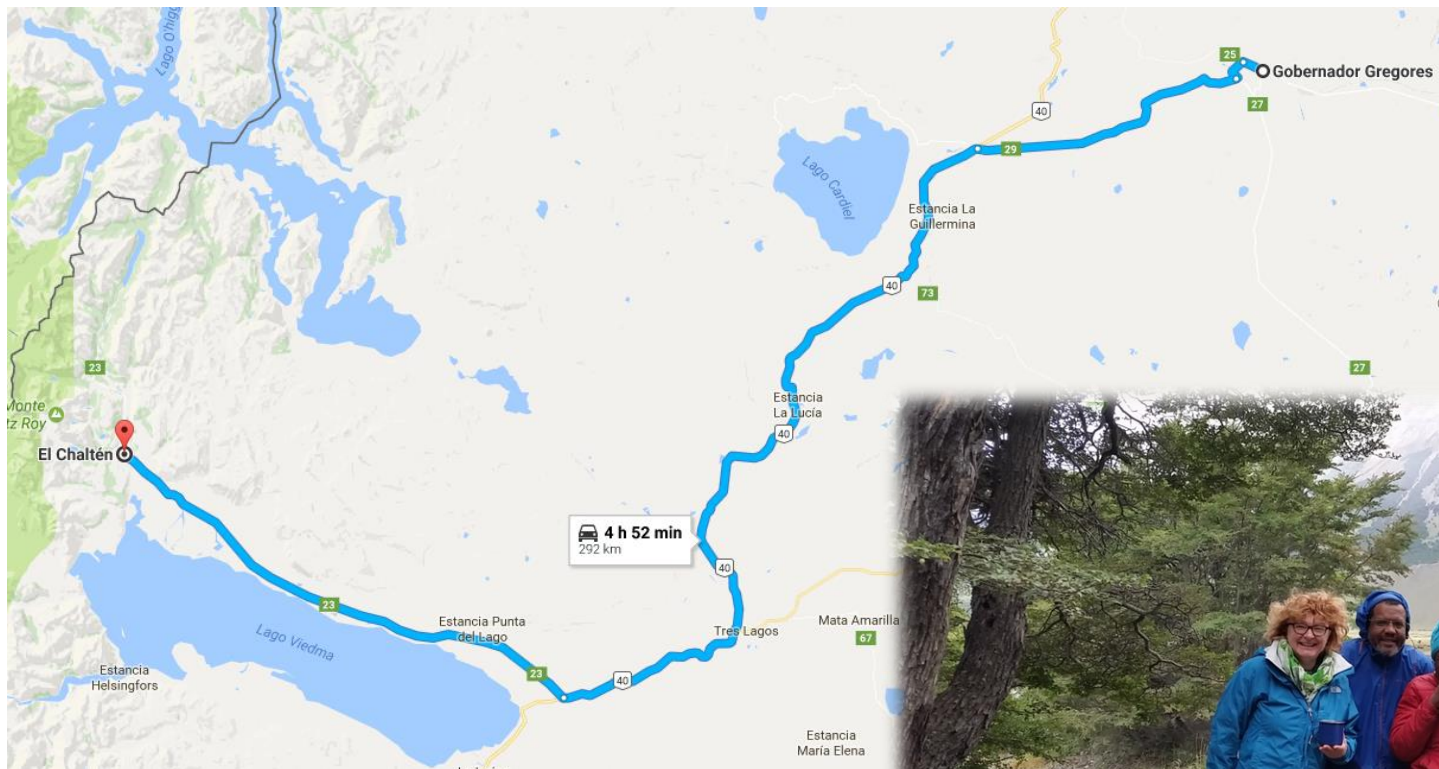 Lago O'higg
25
Gobernador Gregores
40
27
29
Lago Cardiel
Estancia La
Guillermina
40
73
23
27
Estancia
La Lucía
Monte
tz Roy
40
El Chaltén
4 h 52 min
292 km
40
23
Estancia Punta
del Lago
Mata Amarilla
Tres Lagos
67
Lago Viedma
Estancia
Helsingfors
23
40
Estancia
María Elena